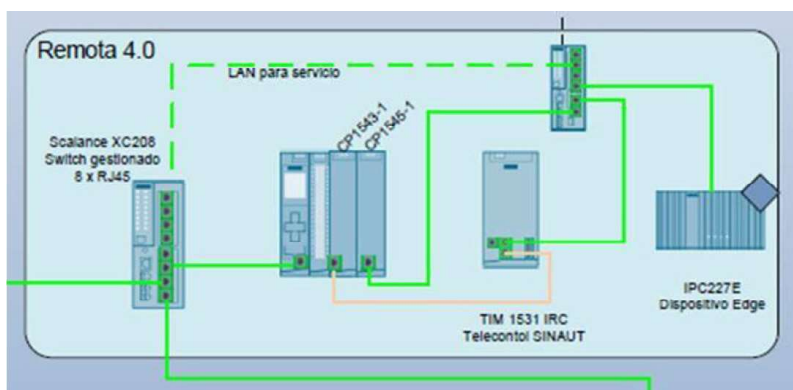 Remota 4.0
LAN para servicio
Scalance XC208
Switch gestionado
8 x RJ45
CP1543-1
CP1545-1
TIM 1531 IRC
Telecontol SINAUT
IPC227E
Dispositivo Edge